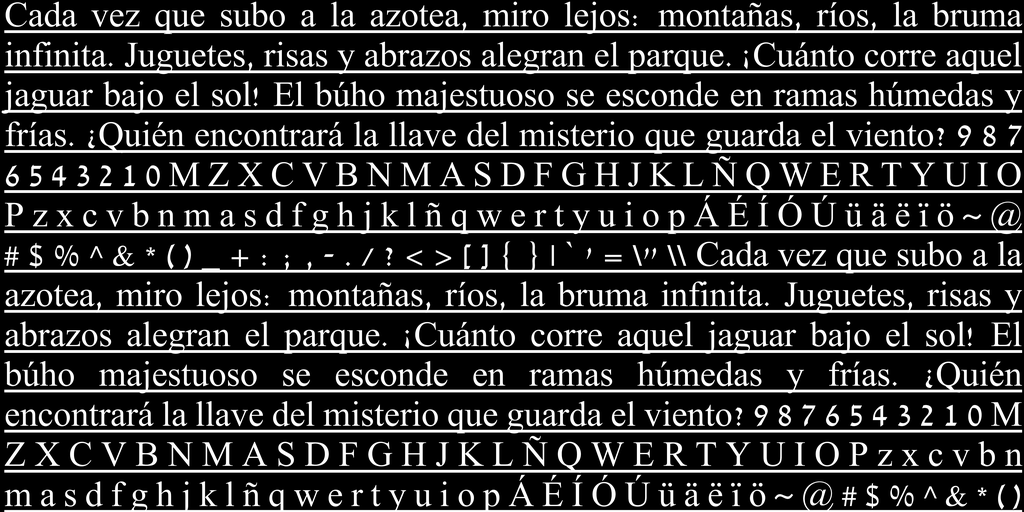 Cada vez que subo a la azotea, miro lejos: montañas, ríos, la bruma
infinita. Juguetes, risas y abrazos alegran el parque. ¡Cuánto corre aquel
jaguar bajo el sol! El búho majestuoso se esconde en ramas húmedas y
frías. ¿Quién encontrará la llave del misterio que guarda el viento? 9 8 7
6 5 4 3 2 1 0 M Z X C V B N M A S D F G H J K L Ñ Q W E R T Y U I O
P z x c v b n m a s d f g h j k l ñ q w e r t y u i o p Á É Í Ó Ú ü ä ë ï ö ~ @
# $ % ^ & * ( ) _ + : ; , - . / ? < > [ ] { } | ` ' = \" \\ Cada vez que subo a la
azotea, miro lejos: montañas, ríos, la bruma infinita. Juguetes, risas y
abrazos alegran el parque. ¡Cuánto corre aquel jaguar bajo el sol! El
búho majestuoso se esconde en ramas húmedas y frías. ¿Quién
encontrará la llave del misterio que guarda el viento? 9 8 7 6 5 4 3 2 1 0 M
Z X C V B N M A S D F G H J K L Ñ Q W E R T Y U I O P z x c v b n
m a s d f g h j k l ñ q w e r t y u i o p Á É Í Ó Ú ü ä ë ï ö ~ @ # $ % ^ & * ( )